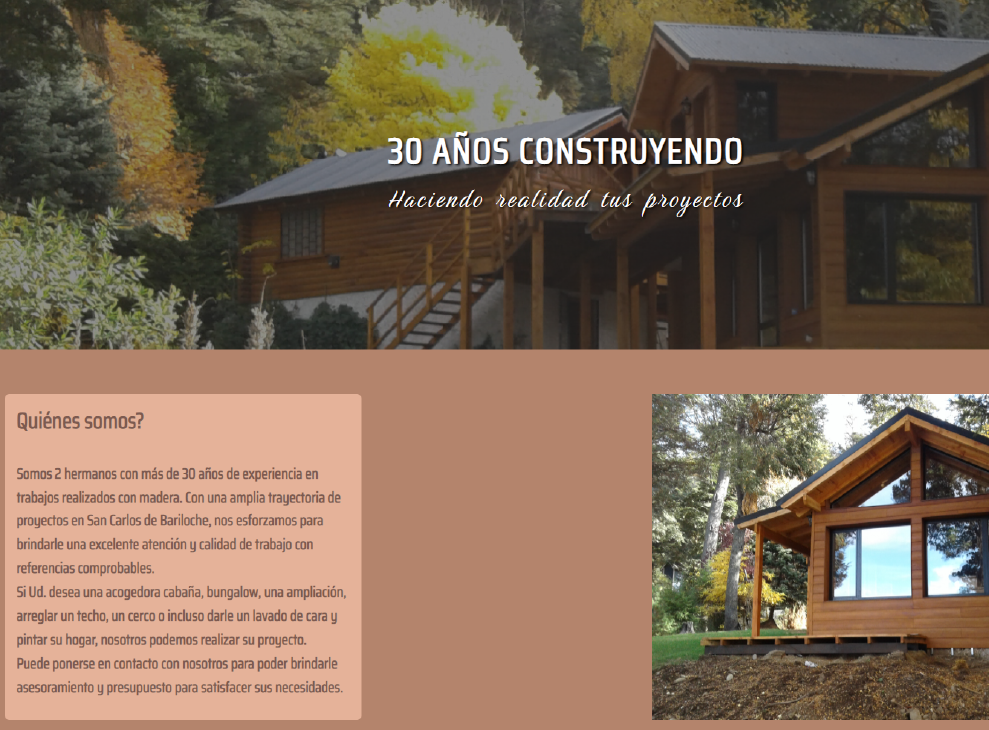 30 AÑOS CONSTRUYENDO
Haciendo realidad tus proyectos
Quiénes somos?
Somos 2 hermanos con más de 30 años de experiencia en
trabajos realizados con madera. Con una amplia trayectoria de
proyectos en San Carlos de Bariloche, nos esforzamos para
brindarle una excelente atención y calidad de trabajo con
referencias comprobables.
Si Ud. desea una acogedora cabaña, bungalow, una ampliación,
arreglar un techo, un cerco o incluso darle un lavado de cara y
pintar su hogar, nosotros podemos realizar su proyecto.
Puede ponerse en contacto con nosotros para poder brindarle
asesoramiento y presupuesto para satisfacer sus necesidades.